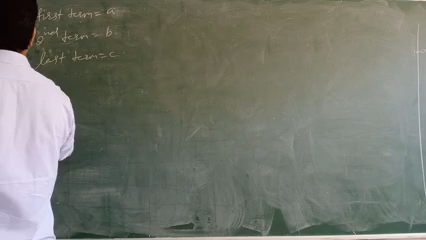 first term = a.
2nd term = b.
last term = c.